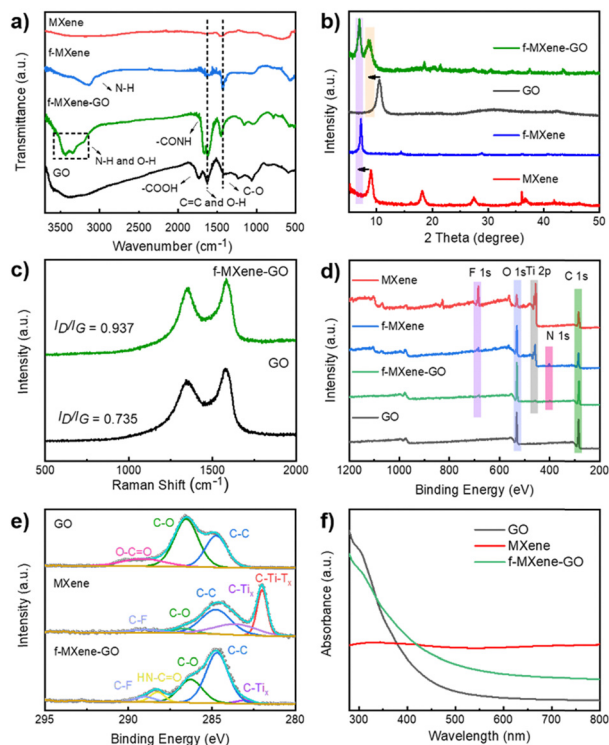 a)
MXene
f-MXene
N-H
f-MXene-GO
-CONH
N-H and O-H
-COOH
C-O
GO
C=C and O-H
Transmittance (a.u.)
3500 3000 2500 2000 1500 1000 500
Wavenumber (cm⁻¹)
b)
f-MXene-GO
GO
f-MXene
MXene
Intensity (a.u.)
10 20 30 40 50
2 Theta (degree)
c)
f-MXene-GO
I_D/I_G = 0.937
GO
I_D/I_G = 0.735
Intensity (a.u.)
500 1000 1500 2000
Raman Shift (cm⁻¹)
d)
F 1s O 1s Ti 2p C 1s
MXene
N 1s
f-MXene
f-MXene-GO
GO
Intensity (a.u.)
1200 1000 800 600 400 200
Binding Energy (eV)
e)
GO
C-O
C-C
O-C=O
MXene
C-Ti-Tₓ
C-C
C-Tiₓ
C-F
C-O
f-MXene-GO
C-C
C-O
HN-C=O
C-F
C-Tiₓ
Intensity (a.u.)
295 290 285 280
Binding Energy (eV)
f)
GO
MXene
f-MXene-GO
Absorbance (a.u.)
300 400 500 600 700 800
Wavelength (nm)